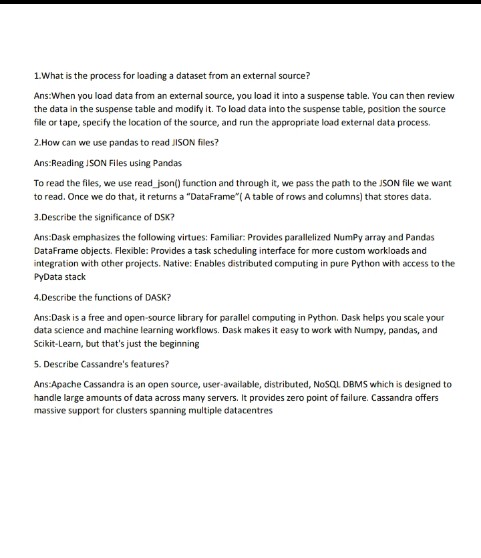 1.What is the process for loading a dataset from an external source?
Ans:When you load data from an external source, you load it into a suspense table. You can then review
the data in the suspense table and modify it. To load data into the suspense table, position the source
file or tape, specify the location of the source, and run the appropriate load external data process.
2.How can we use pandas to read JISON files?
Ans:Reading JSON Files using Pandas
To read the files, we use read_json() function and through it, we pass the path to the JSON file we want
to read. Once we do that, it returns a "DataFrame"( A table of rows and columns) that stores data.
3.Describe the significance of DSK?
Ans:Dask emphasizes the following virtues: Familiar: Provides parallelized NumPy array and Pandas
DataFrame objects. Flexible: Provides a task scheduling interface for more custom workloads and
integration with other projects. Native: Enables distributed computing in pure Python with access to the
PyData stack
4.Describe the functions of DASK?
Ans:Dask is a free and open-source library for parallel computing in Python. Dask helps you scale your
data science and machine learning workflows. Dask makes it easy to work with Numpy, pandas, and
Scikit-Learn, but that's just the beginning
5. Describe Cassandre's features?
Ans:Apache Cassandra is an open source, user-available, distributed, NoSQL DBMS which is designed to
handle large amounts of data across many servers. It provides zero point of failure. Cassandra offers
massive support for clusters spanning multiple datacentres